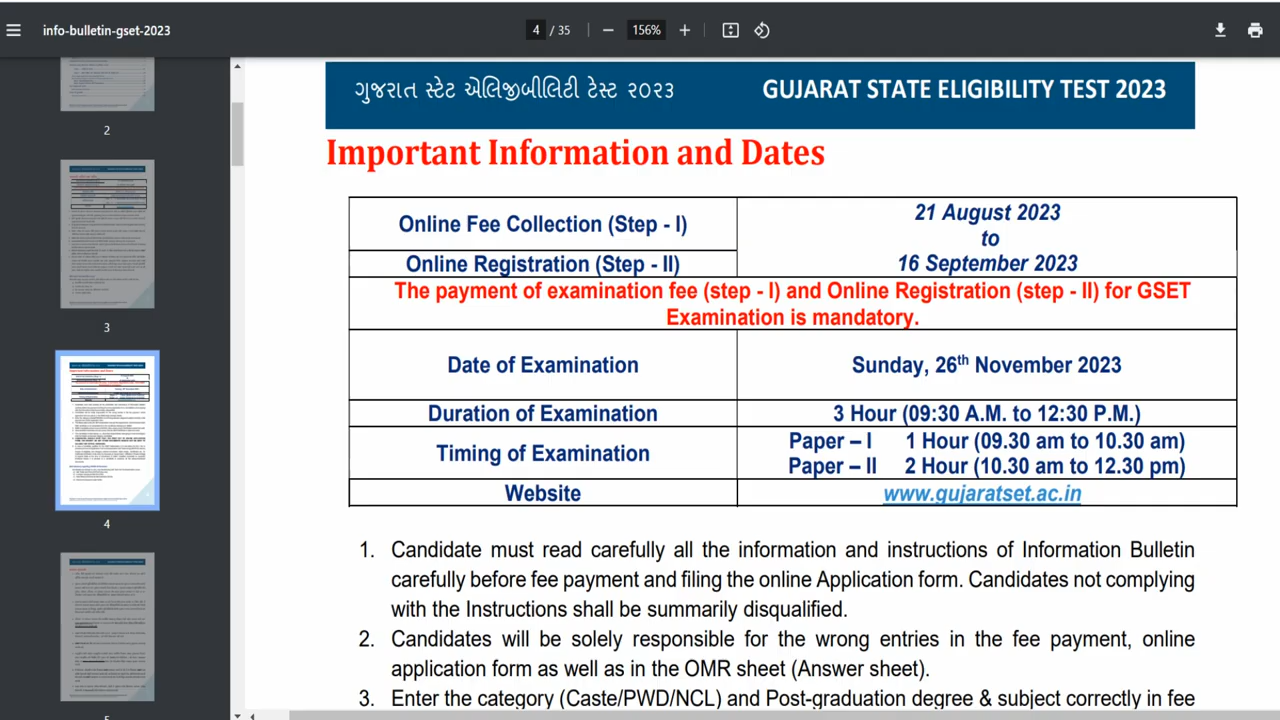 info-bulletin-gset-2023
4 / 35
156%
2
3
4
5
ગુજરાત સ્ટેટ એલિજીબીલિટી ટેસ્ટ ૨૦૨૩
GUJARAT STATE ELIGIBILITY TEST 2023
Important Information and Dates
Online Fee Collection (Step - I)
21 August 2023
to
Online Registration (Step - II)
16 September 2023
The payment of examination fee (step - I) and Online Registration (step - II) for GSET
Examination is mandatory.
Date of Examination
Sunday, 26th November 2023
Duration of Examination
3 Hour (09:30 A.M. to 12:30 P.M.)
Timing of Examination
Paper – I 1 Hour (09.30 am to 10.30 am)
Paper – II 2 Hour (10.30 am to 12.30 pm)
Website
www.gujaratset.ac.in
1. Candidate must read carefully all the information and instructions of Information Bulletin
carefully before fee payment and filing the online Application form. Candidates not complying
with the Instructions shall be summarily disqualified.
2. Candidates will be solely responsible for the wrong entries in the fee payment, online
application form as well as in the OMR sheet (Answer sheet).
3. Enter the category (Caste/PWD/NCL) and Post-graduation degree & subject correctly in fee